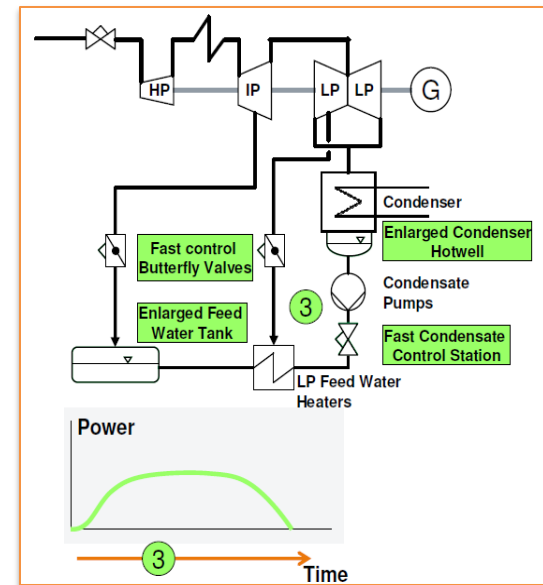 HP
IP
LP
LP
G
Condenser
Enlarged Condenser
Hotwell
Fast control
Butterfly Valves
Condensate
Pumps
3
Enlarged Feed
Water Tank
Fast Condensate
Control Station
LP Feed Water
Heaters
Power
3
Time